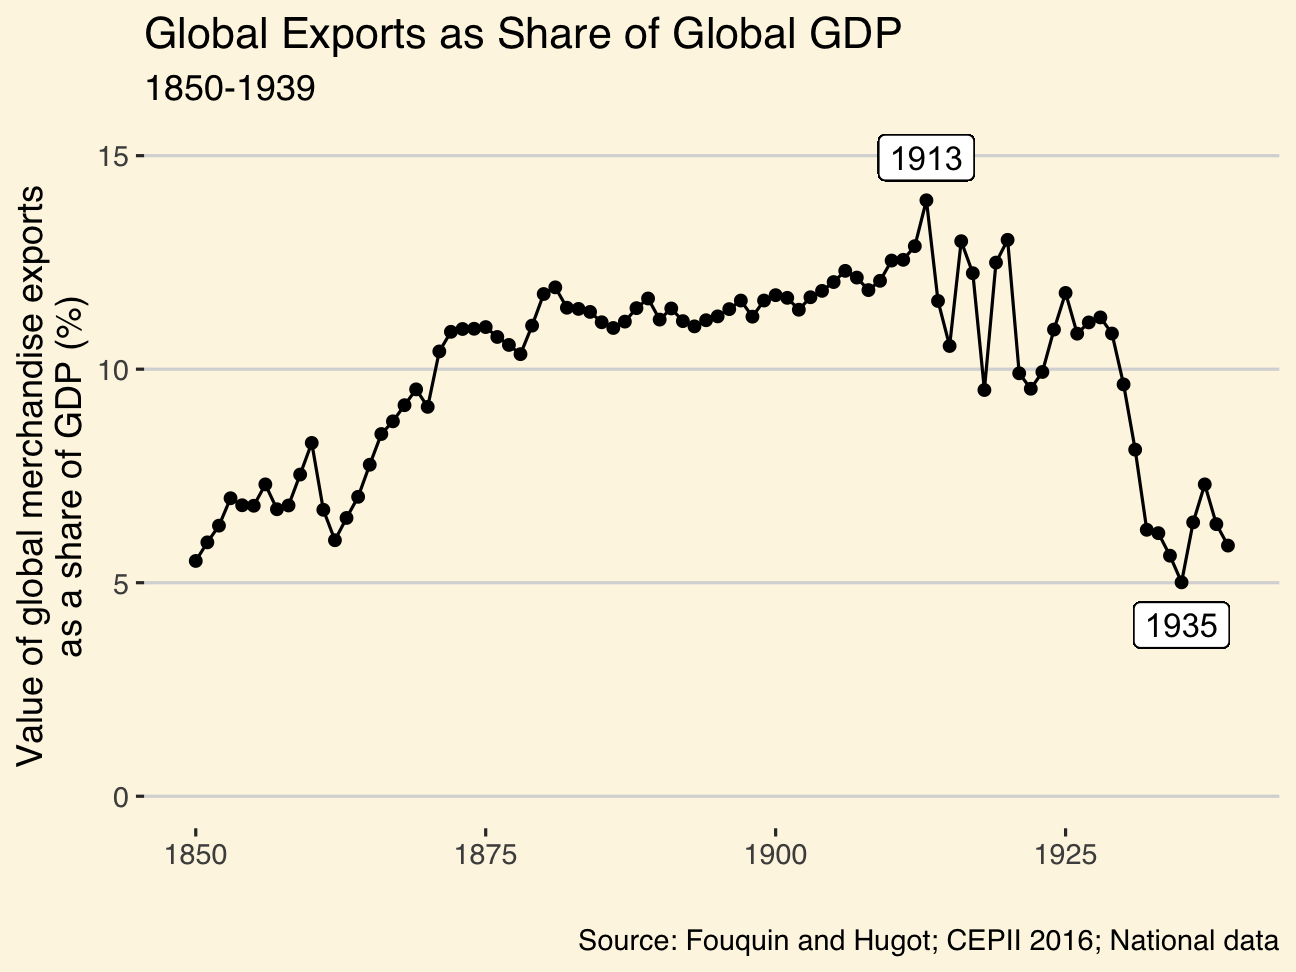 Global Exports as Share of Global GDP
1850-1939
Value of global merchandise exports
as a share of GDP (%)
15
10
5
0
1913
1935
1850
1875
1900
1925
Source: Fouquin and Hugot; CEPII 2016; National data